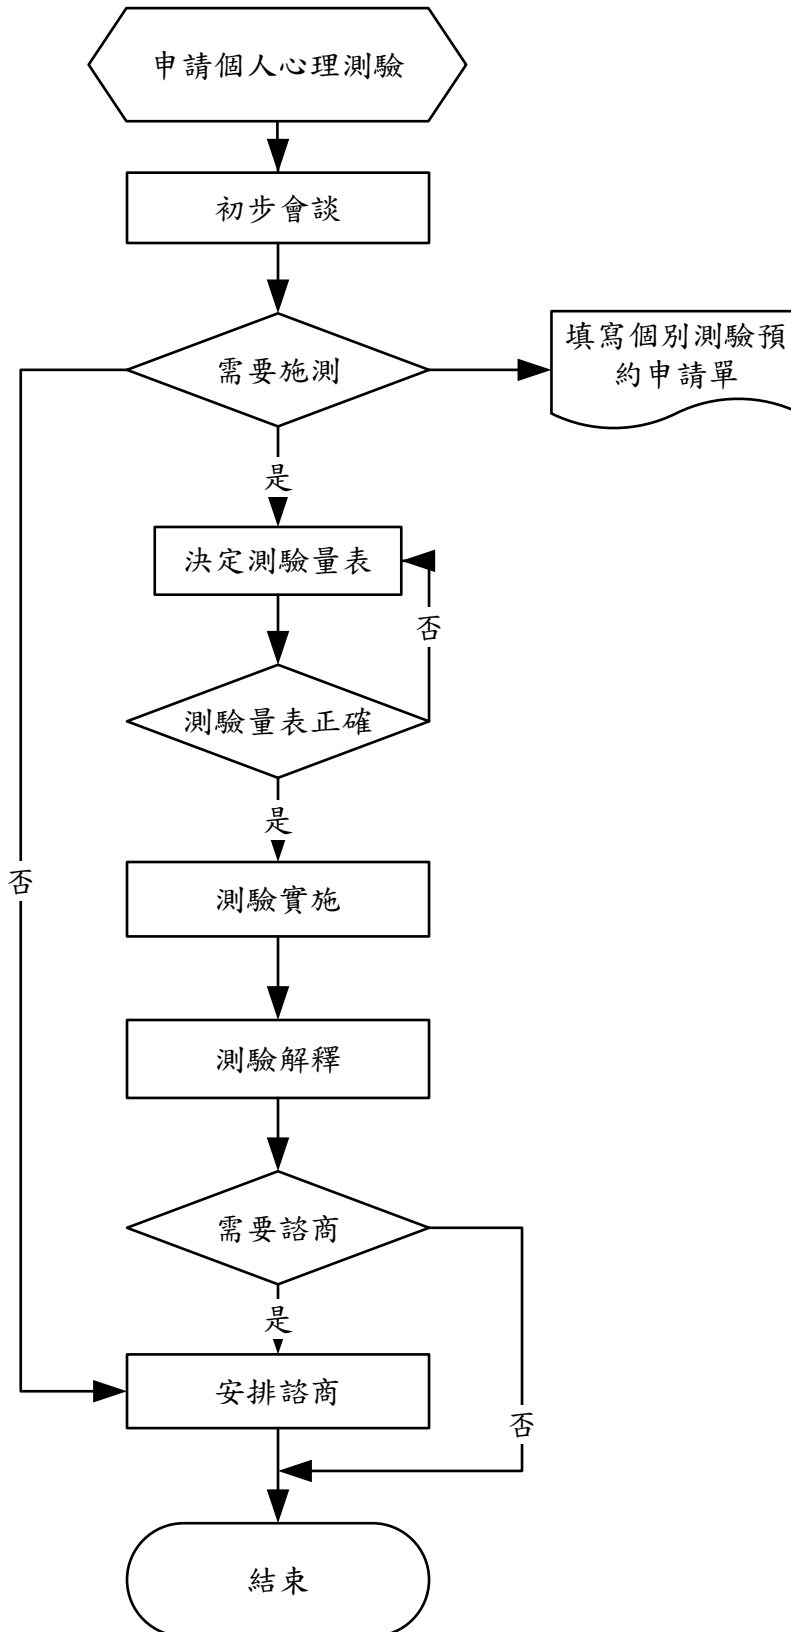 申請個人心理測驗
初步會談
需要施測
填寫個別測驗預
約申請單
是
決定測驗量表
否
測驗量表正確
是
否
測驗實施
測驗解釋
需要諮商
是
安排諮商
否
結束